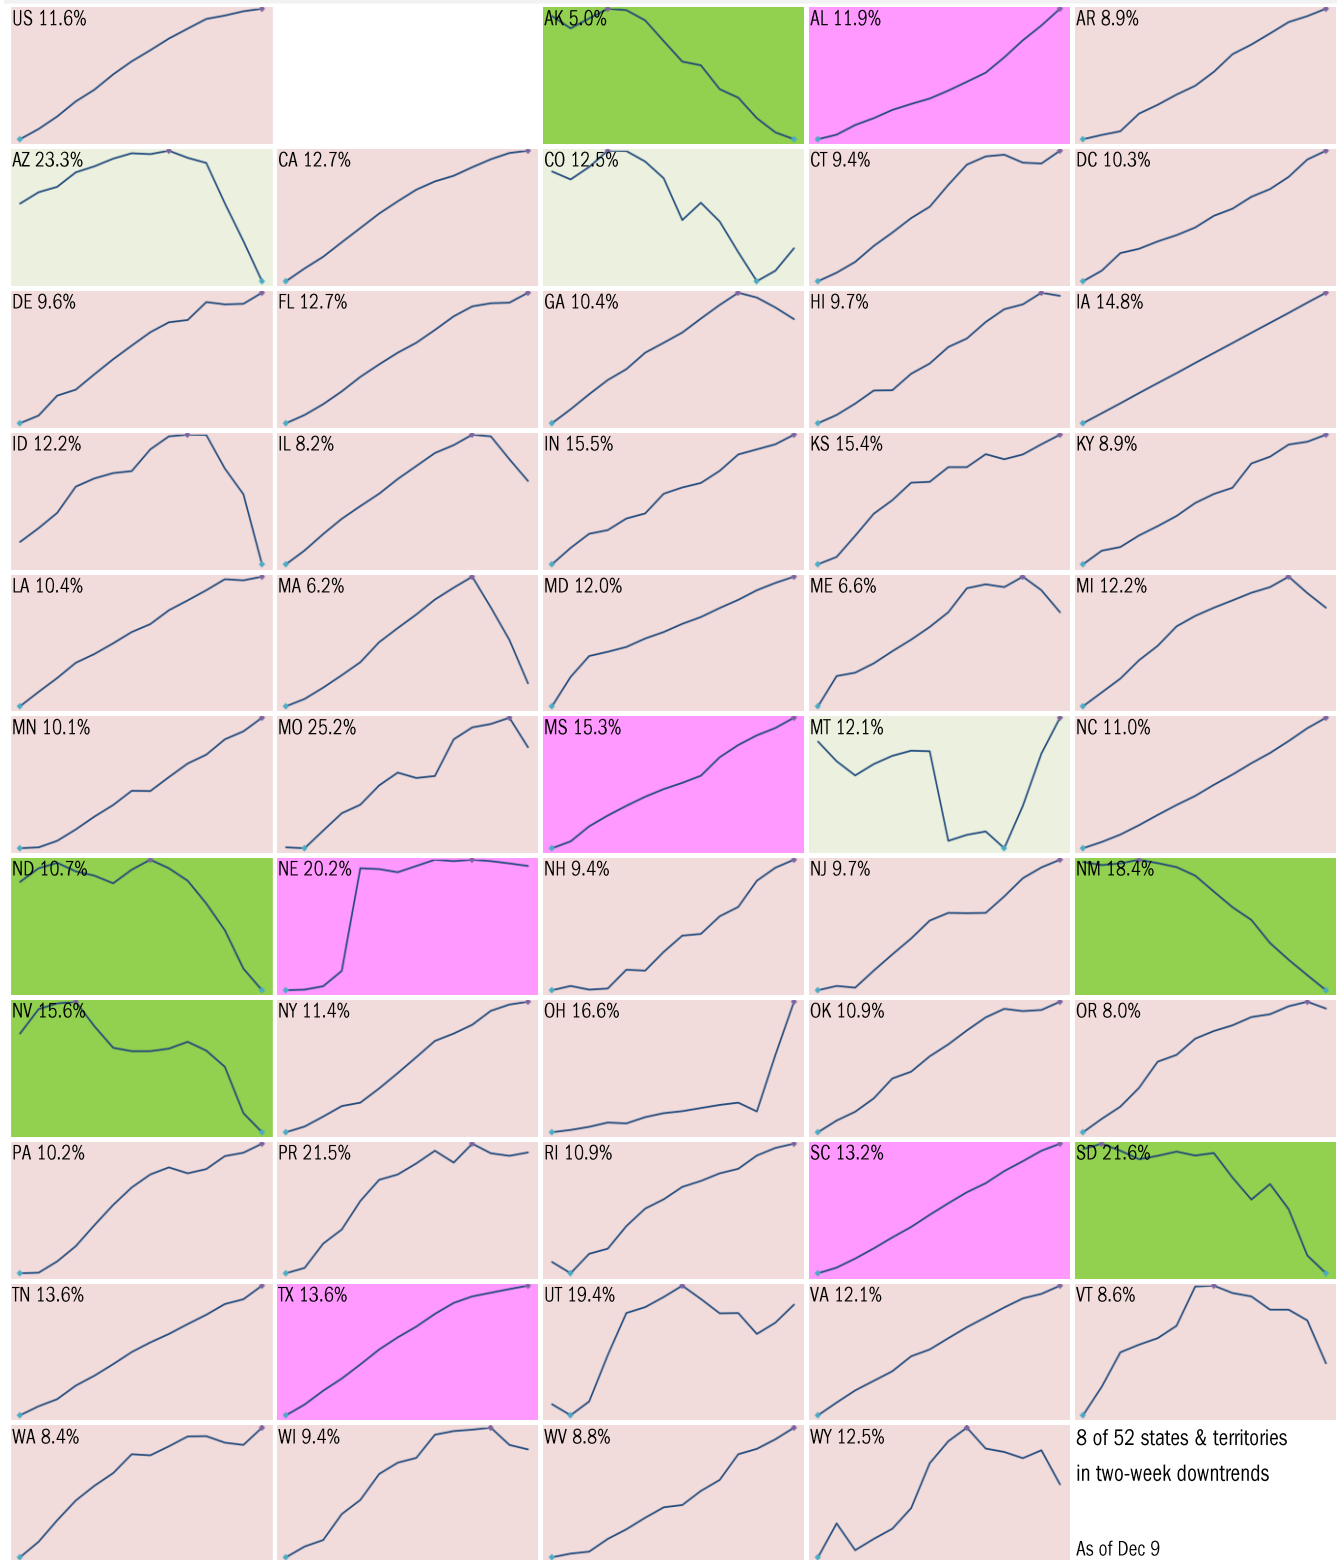 US 11.6%
AK 5.0%
AL 11.9%
AR 8.9%
AZ 23.3%
CA 12.7%
CO 12.5%
CT 9.4%
DC 10.3%
DE 9.6%
FL 12.7%
GA 10.4%
HI 9.7%
IA 14.8%
ID 12.2%
IL 8.2%
IN 15.5%
KS 15.4%
KY 8.9%
LA 10.4%
MA 6.2%
MD 12.0%
ME 6.6%
MI 12.2%
MN 10.1%
MO 25.2%
MS 15.3%
MT 12.1%
NC 11.0%
ND 10.7%
NE 20.2%
NH 9.4%
NJ 9.7%
NM 18.4%
NV 15.6%
NY 11.4%
OH 16.6%
OK 10.9%
OR 8.0%
PA 10.2%
PR 21.5%
RI 10.9%
SC 13.2%
SD 21.6%
TN 13.6%
TX 13.6%
UT 19.4%
VA 12.1%
VT 8.6%
WA 8.4%
WI 9.4%
WV 8.8%
WY 12.5%
8 of 52 states & territories
in two-week downtrends
As of Dec 9